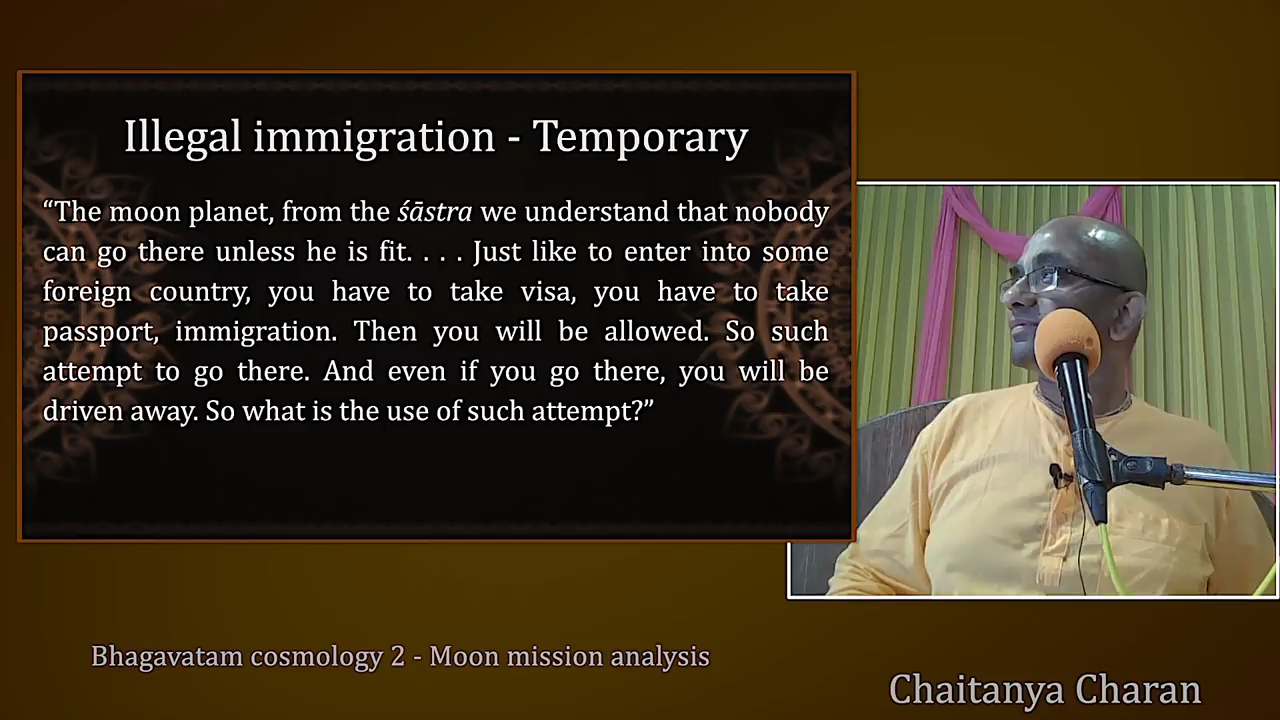 Illegal immigration - Temporary
“The moon planet, from the śāstra we understand that nobody
can go there unless he is fit. . . . Just like to enter into some
foreign country, you have to take visa, you have to take
passport, immigration. Then you will be allowed. So such
attempt to go there. And even if you go there, you will be
driven away. So what is the use of such attempt?”
Bhagavatam cosmology 2 - Moon mission analysis
Chaitanya Charan